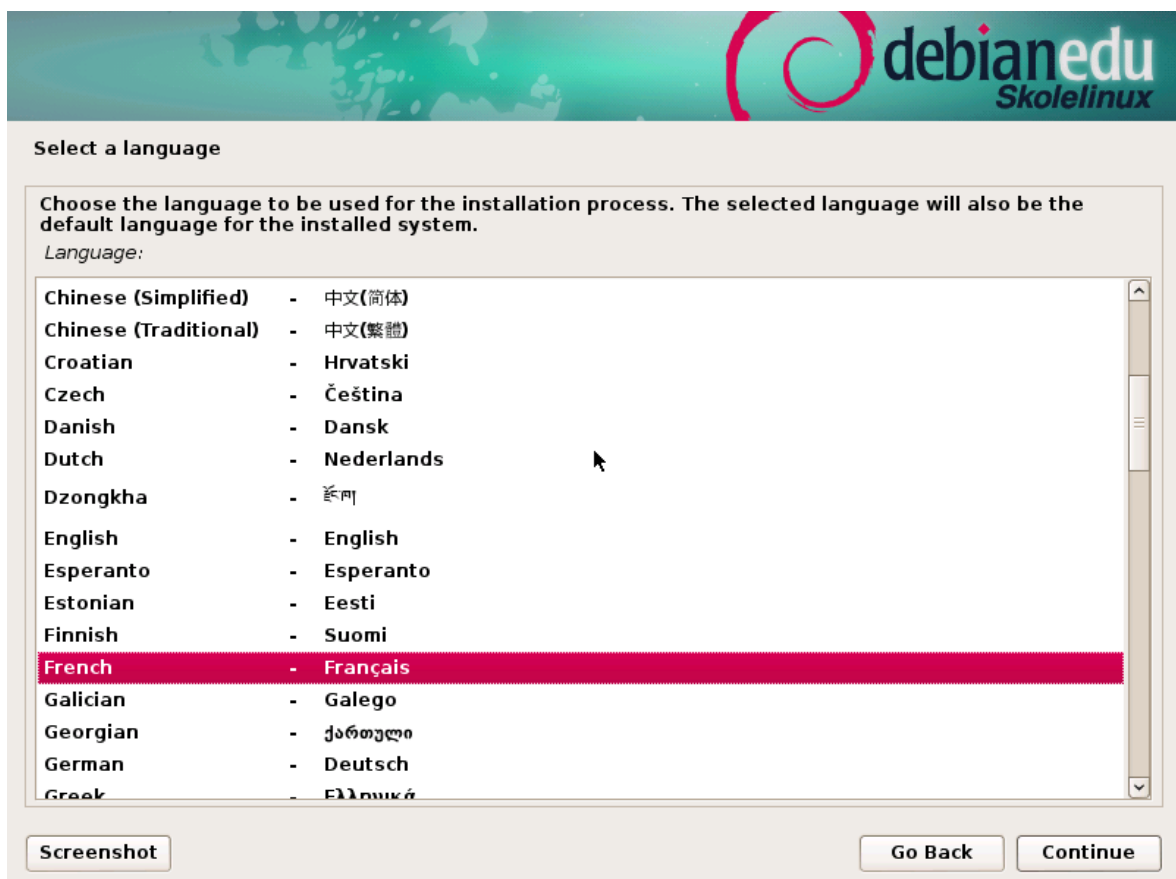 debianedu
Skolelinux
Select a language
Choose the language to be used for the installation process. The selected language will also be the
default language for the installed system.
Language:
Chinese (Simplified) - 中文(简体)
Chinese (Traditional) - 中文(繁體)
Croatian - Hrvatski
Czech - Čeština
Danish - Dansk
Dutch - Nederlands
Dzongkha - རྫོང་ཁ།
English - English
Esperanto - Esperanto
Estonian - Eesti
Finnish - Suomi
French - Français
Galician - Galego
Georgian - ქართული
German - Deutsch
Greek - Ελληνικά
Screenshot
Go Back
Continue